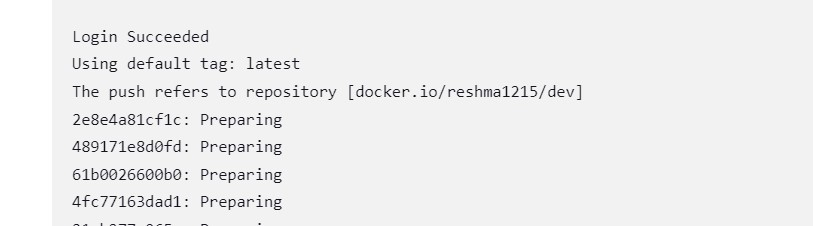 Login Succeeded
Using default tag: latest
The push refers to repository [docker.io/reshma1215/dev]
2e8e4a81cf1c: Preparing
489171e8d0fd: Preparing
61b0026600b0: Preparing
4fc77163dad1: Preparing